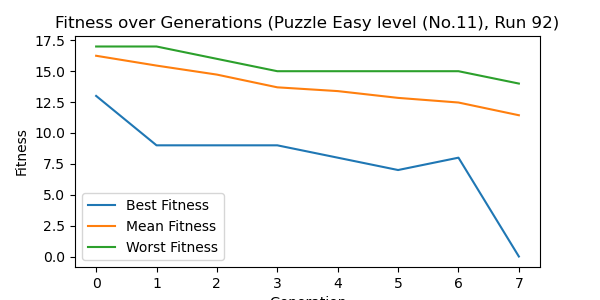 Fitness over Generations (Puzzle Easy level (No.11), Run 92)
Fitness
17.5
15.0
12.5
10.0
7.5
5.0
2.5
0.0
Best Fitness
Mean Fitness
Worst Fitness
0 1 2 3 4 5 6 7
Generation